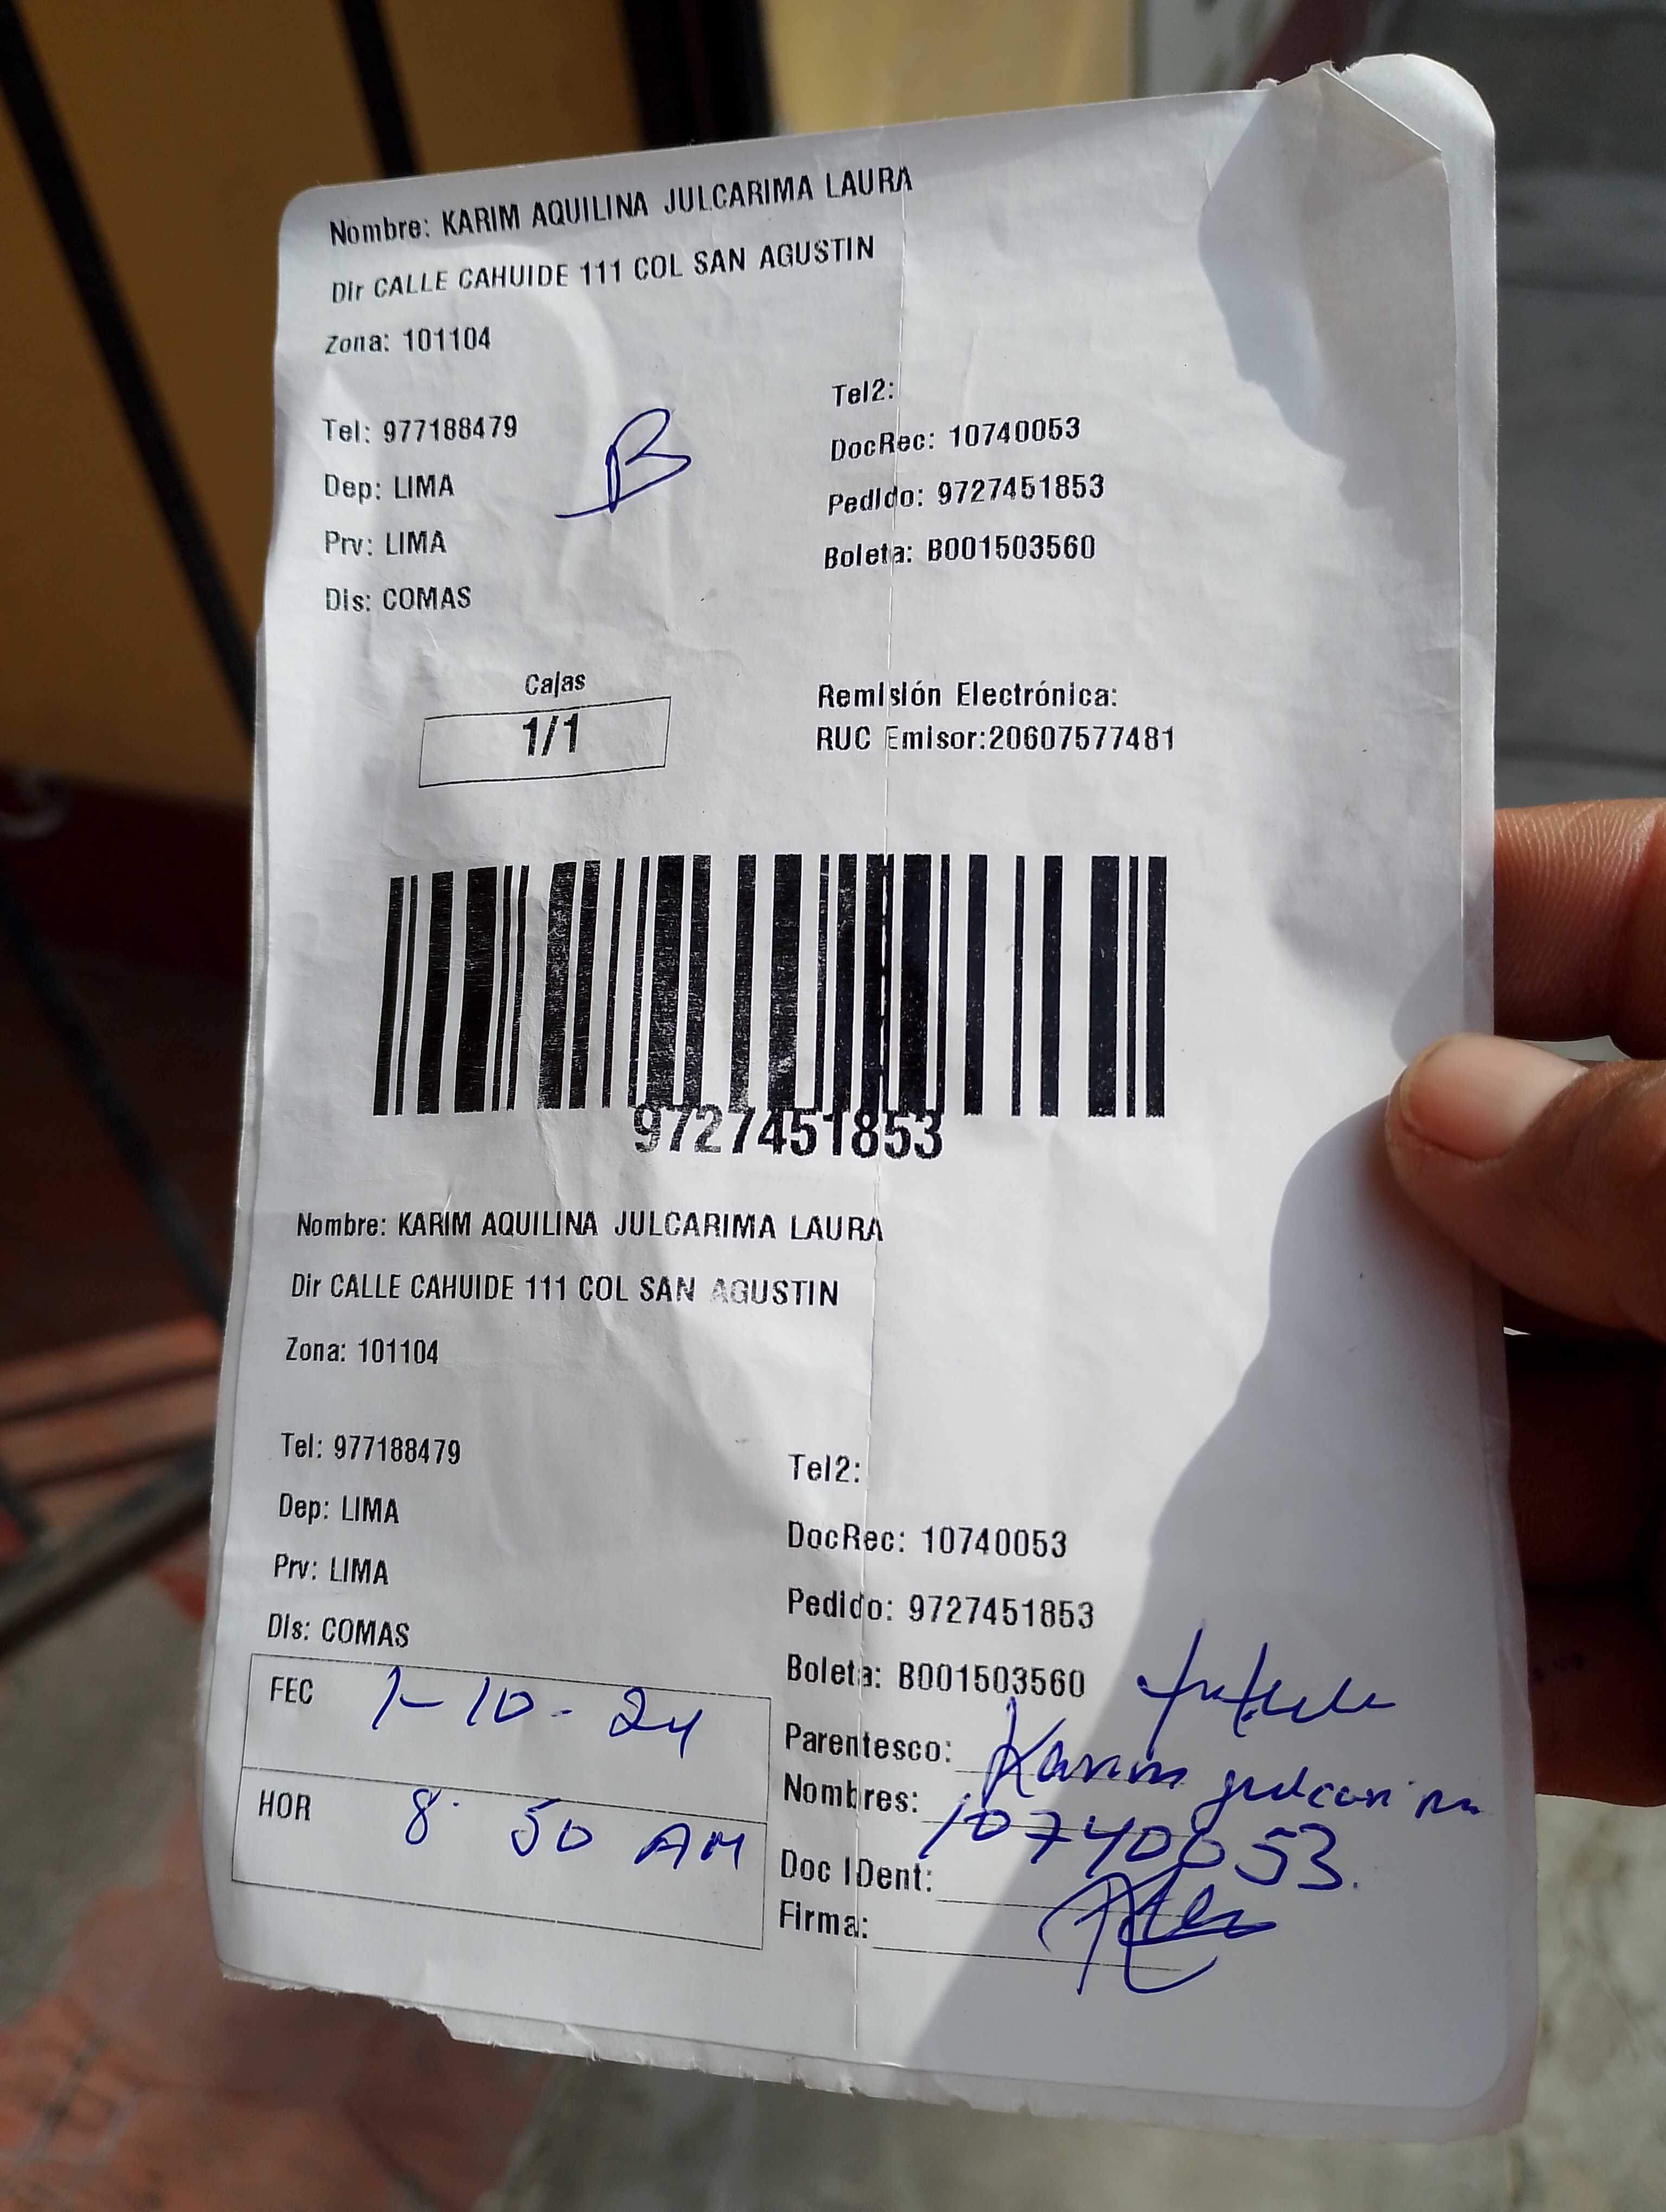 Nombre: KARIM AQUILINA JULCARIMA LAURA
Dir CALLE CAHUIDE 111 COL SAN AGUSTIN
Zona: 101104
Tel2:
Tel: 977188479
DocRec: 10740053
B
Dep: LIMA
Pedido: 9727451853
Prv: LIMA
Boleta: B001503560
Dis: COMAS
Cajas
1/1
Remisión Electrónica:
RUC Emisor:20607577481
9727451853
Nombre: KARIM AQUILINA JULCARIMA LAURA
Dir CALLE CAHUIDE 111 COL SAN AGUSTIN
Zona: 101104
Tel: 977188479
Tel2:
Dep: LIMA
DocRec: 10740053
Prv: LIMA
Pedido: 9727451853
Dis: COMAS
Boleta: B001503560
FEC 1-10-24
HOR 8:50 AM
Parentesco:
Nombres: Karim julcarima
Doc IDent: 10740053.
Firma: